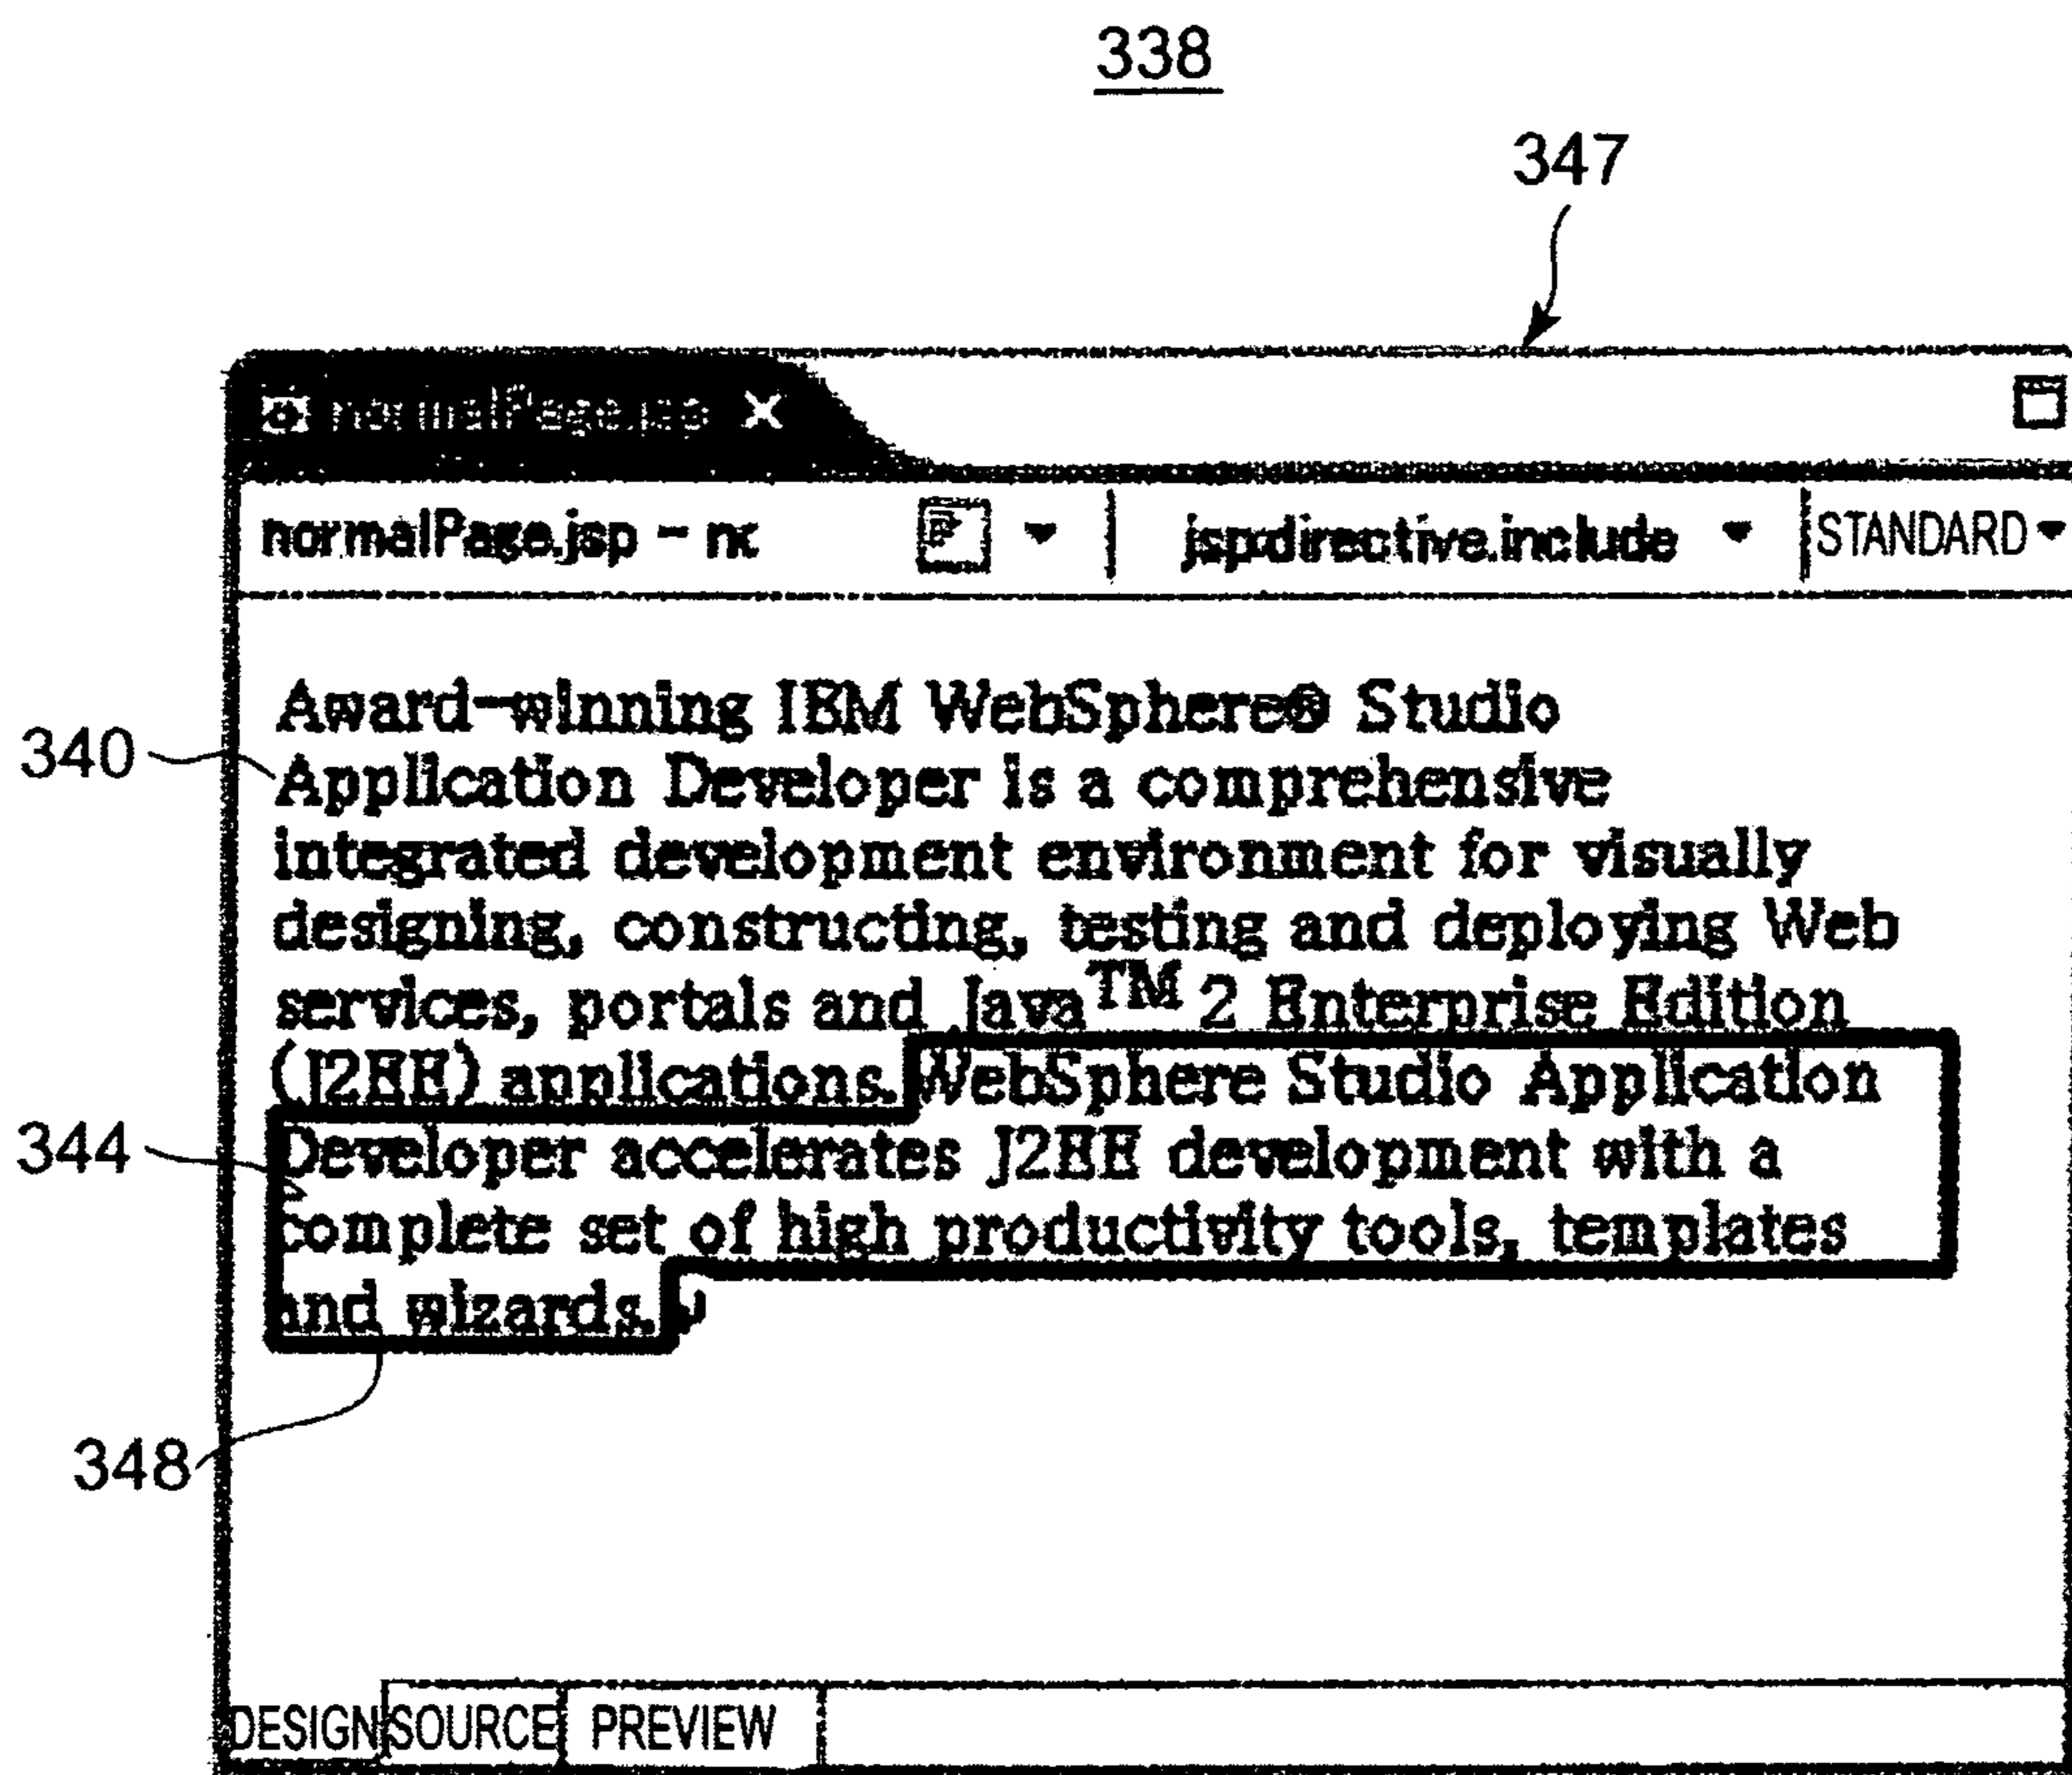 338
347
normalPage.jsp
normalPage.jsp - nc
jsp:directive.include
STANDARD
340
Award-winning IBM WebSphere® Studio
Application Developer is a comprehensive
integrated development environment for visually
designing, constructing, testing and deploying Web
services, portals and Java™ 2 Enterprise Edition
(J2EE) applications. WebSphere Studio Application
344
Developer accelerates J2EE development with a
complete set of high productivity tools, templates
and wizards.
348
DESIGN SOURCE PREVIEW